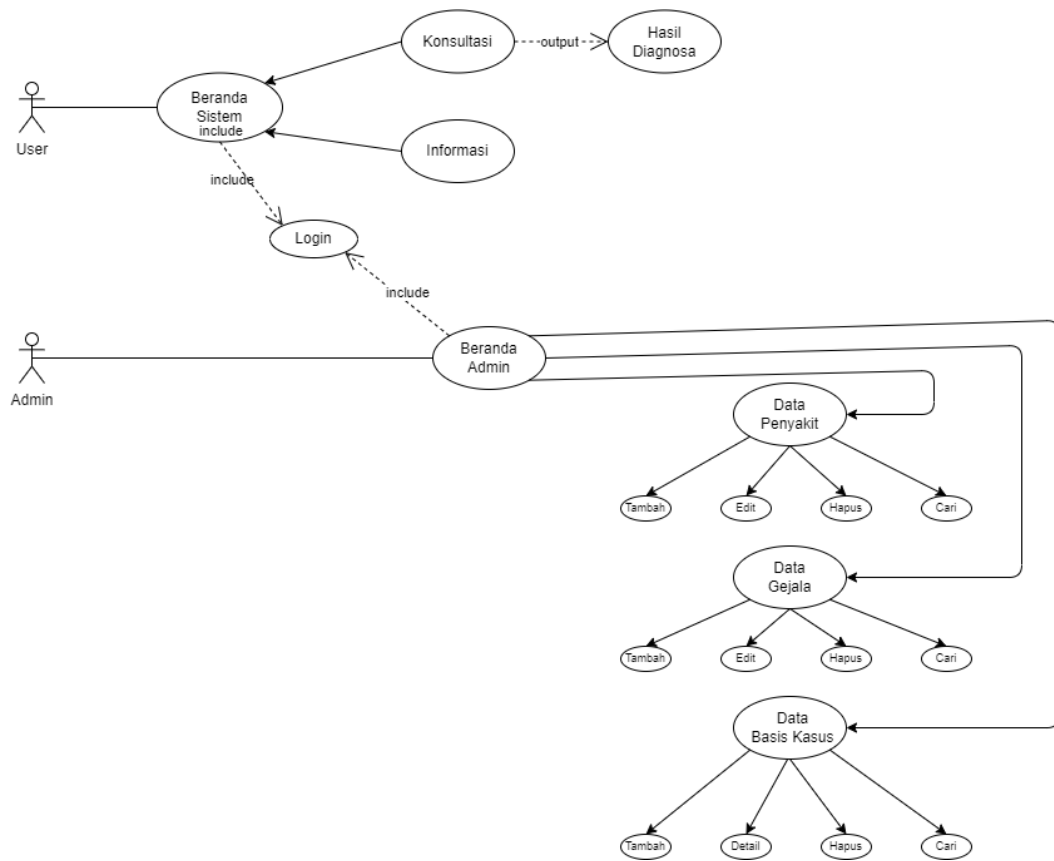 Konsultasi
output
Hasil
Diagnosa
User
Beranda
Sistem
include
Informasi
include
Login
include
Admin
Beranda
Admin
Data
Penyakit
Tambah
Edit
Hapus
Cari
Data
Gejala
Tambah
Edit
Hapus
Cari
Data
Basis Kasus
Tambah
Detail
Hapus
Cari